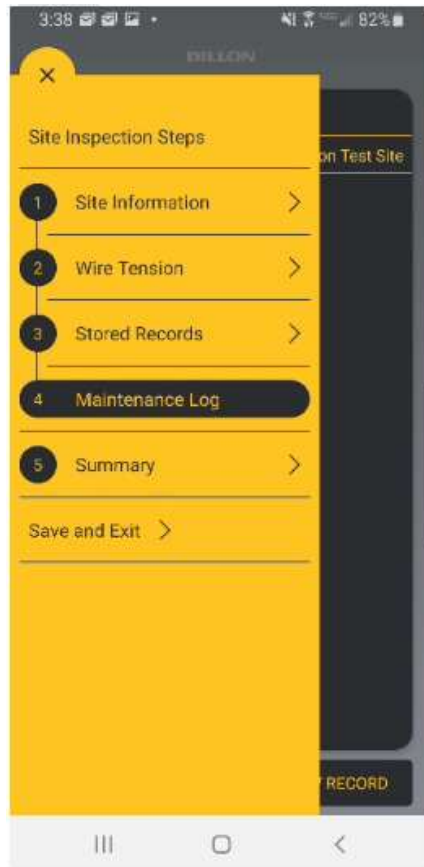 3:38 82%
DILLON
Site Inspection Steps
on Test Site
1 Site Information
2 Wire Tension
3 Stored Records
4 Maintenance Log
5 Summary
Save and Exit
RECORD